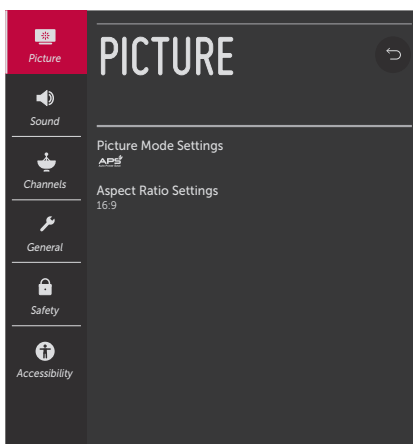 Picture
PICTURE
Sound
Picture Mode Settings
APS+
Channels
Aspect Ratio Settings
16:9
General
Safety
Accessibility